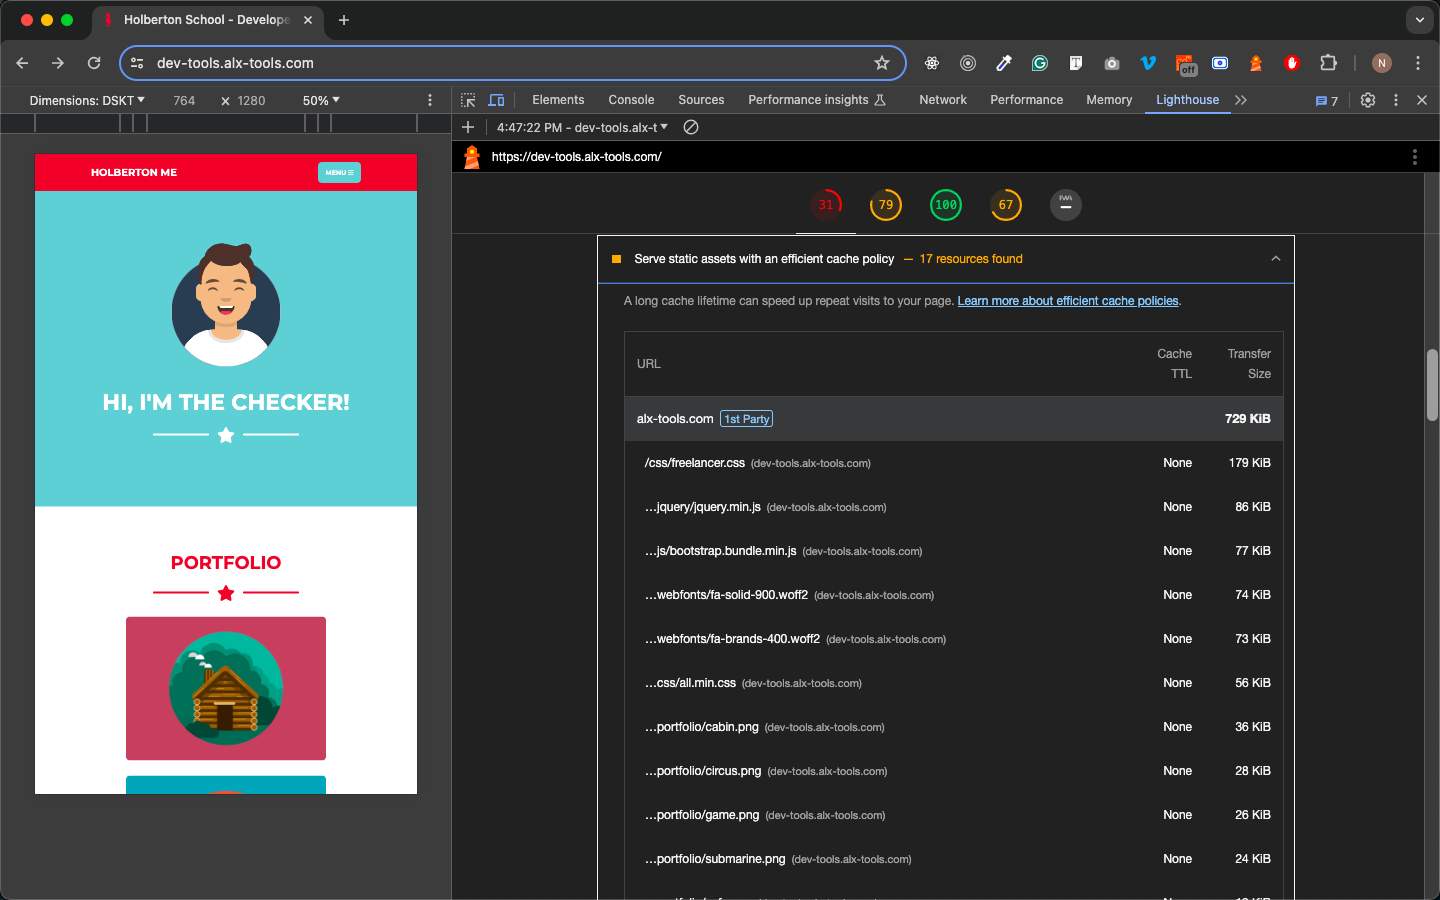 Holberton School - Develope
dev-tools.alx-tools.com
off
N
Dimensions: DSKT
764
x
1280
50%
Elements
Console
Sources
Performance insights
Network
Performance
Memory
Lighthouse
7
4:47:22 PM - dev-tools.alx-t
https://dev-tools.alx-tools.com/
31
79
100
67
PWA
HOLBERTON ME
MENU
HI, I'M THE CHECKER!
PORTFOLIO
Serve static assets with an efficient cache policy — 17 resources found
A long cache lifetime can speed up repeat visits to your page. Learn more about efficient cache policies.
URL
Cache TTL
Transfer Size
alx-tools.com 1st Party 729 KiB
/css/freelancer.css (dev-tools.alx-tools.com) None 179 KiB
…jquery/jquery.min.js (dev-tools.alx-tools.com) None 86 KiB
…js/bootstrap.bundle.min.js (dev-tools.alx-tools.com) None 77 KiB
…webfonts/fa-solid-900.woff2 (dev-tools.alx-tools.com) None 74 KiB
…webfonts/fa-brands-400.woff2 (dev-tools.alx-tools.com) None 73 KiB
…css/all.min.css (dev-tools.alx-tools.com) None 56 KiB
…portfolio/cabin.png (dev-tools.alx-tools.com) None 36 KiB
…portfolio/circus.png (dev-tools.alx-tools.com) None 28 KiB
…portfolio/game.png (dev-tools.alx-tools.com) None 26 KiB
…portfolio/submarine.png (dev-tools.alx-tools.com) None 24 KiB